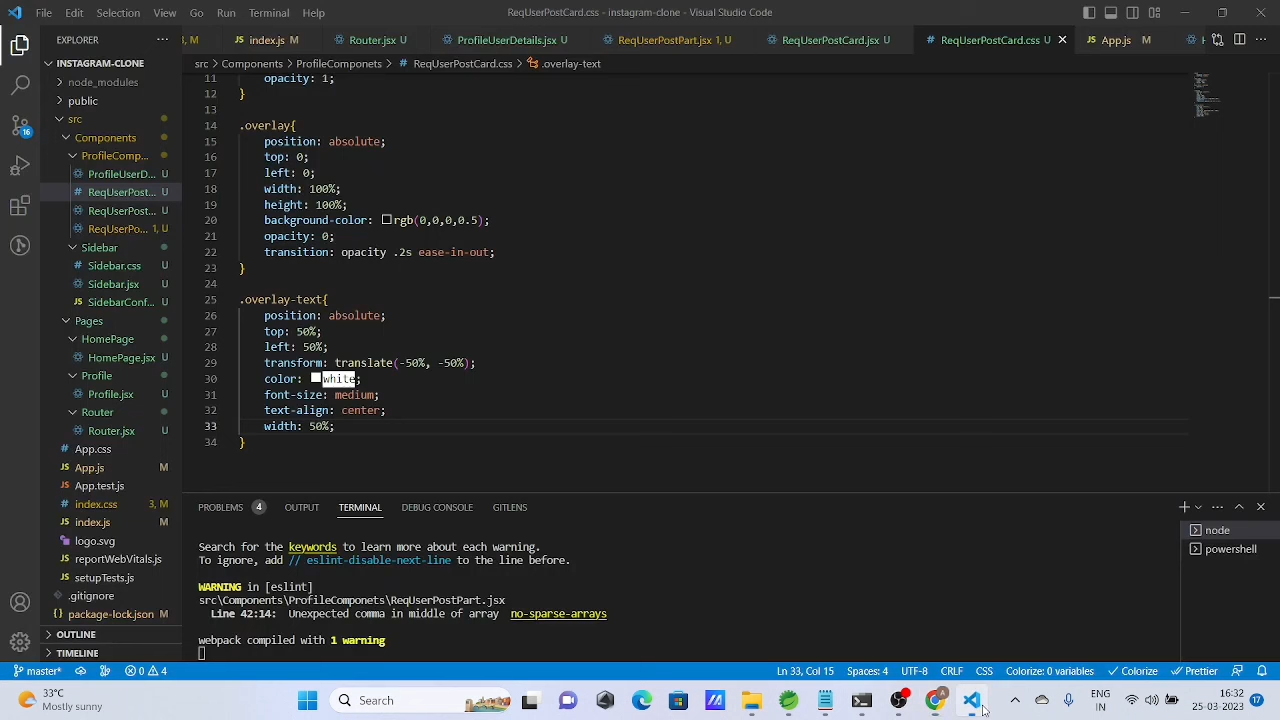 File Edit Selection View Go Run Terminal Help
ReqUserPostCard.css - instagram-clone - Visual Studio Code
EXPLORER
, M index.js M Router.jsx U ProfileUserDetails.jsx U ReqUserPostPart.jsx 1, U ReqUserPostCard.jsx U ReqUserPostCard.css U App.js M
src > Components > ProfileComponets > ReqUserPostCard.css > .overlay-text
INSTAGRAM-CLONE
node_modules
public
src
Components
ProfileComp...
ProfileUserD... U
ReqUserPost... U
ReqUserPost... U
ReqUserPo... 1, U
Sidebar
Sidebar.css U
Sidebar.jsx U
SidebarConf... U
Pages
HomePage
HomePage.jsx U
Profile
Profile.jsx U
Router
Router.jsx U
App.css
App.js M
App.test.js
index.css 3, M
index.js M
logo.svg
reportWebVitals.js
setupTests.js
.gitignore
package-lock.json M
OUTLINE
TIMELINE
16
11 opacity: 1;
12 }
13
14 .overlay{
15 position: absolute;
16 top: 0;
17 left: 0;
18 width: 100%;
19 height: 100%;
20 background-color: rgb(0,0,0,0.5);
21 opacity: 0;
22 transition: opacity .2s ease-in-out;
23 }
24
25 .overlay-text{
26 position: absolute;
27 top: 50%;
28 left: 50%;
29 transform: translate(-50%, -50%);
30 color: white;
31 font-size: medium;
32 text-align: center;
33 width: 50%;
34 }
PROBLEMS 4 OUTPUT TERMINAL DEBUG CONSOLE GITLENS
node
powershell
Search for the keywords to learn more about each warning.
To ignore, add // eslint-disable-next-line to the line before.
WARNING in [eslint]
src\Components\ProfileComponets\ReqUserPostPart.jsx
Line 42:14: Unexpected comma in middle of array no-sparse-arrays
webpack compiled with 1 warning
master* 0 4 Ln 33, Col 15 Spaces: 4 UTF-8 CRLF CSS Colorize: 0 variables Colorize Prettier
33°C
Mostly sunny
Search
ENG
IN
16:32
25-03-2023
17